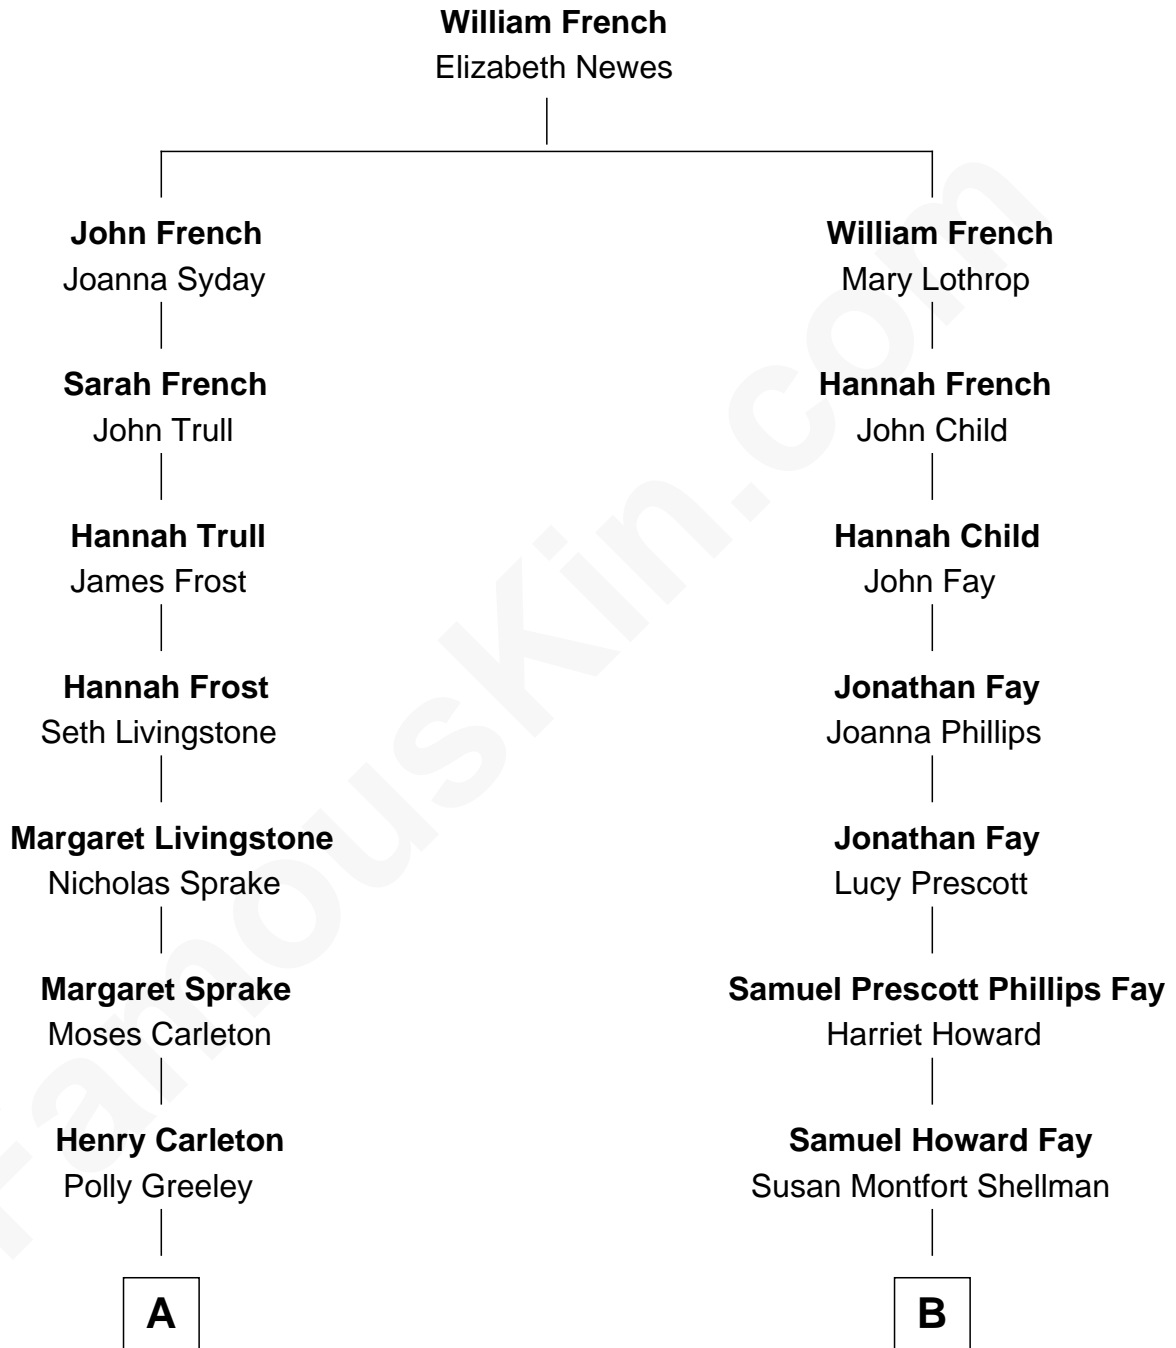 William French
Elizabeth Newes
John French
Joanna Syday
William French
Mary Lothrop
Sarah French
John Trull
Hannah French
John Child
Hannah Trull
James Frost
Hannah Child
John Fay
Hannah Frost
Seth Livingstone
Jonathan Fay
Joanna Phillips
Margaret Livingstone
Nicholas Sprake
Jonathan Fay
Lucy Prescott
Margaret Sprake
Moses Carleton
Samuel Prescott Phillips Fay
Harriet Howard
Henry Carleton
Polly Greeley
Samuel Howard Fay
Susan Montfort Shellman
A
B
FamousKin.com